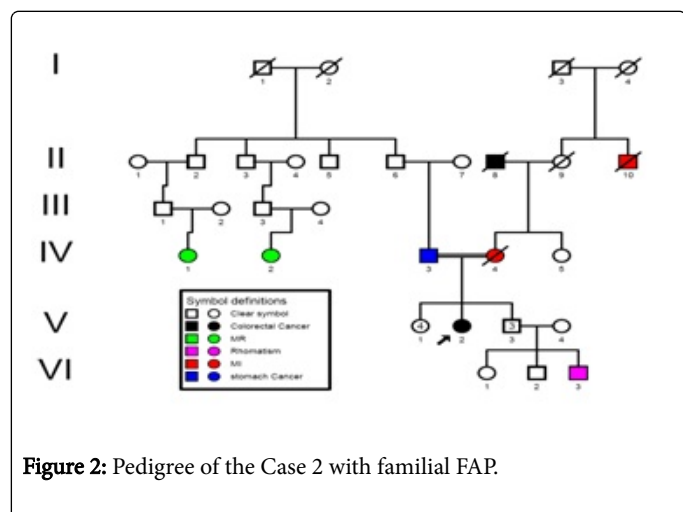 I
1 2 3 4
II
1 2 3 4 5 6 7 8 9 10
III
1 2 3 4
IV
1 2 3 4 5
V
4 3
1 2 3 4
VI
1 2 3
Symbol definitions
Clear symbol
Colorectal Cancer
MR
Rhomatism
MI
stomach Cancer
Figure 2: Pedigree of the Case 2 with familial FAP.